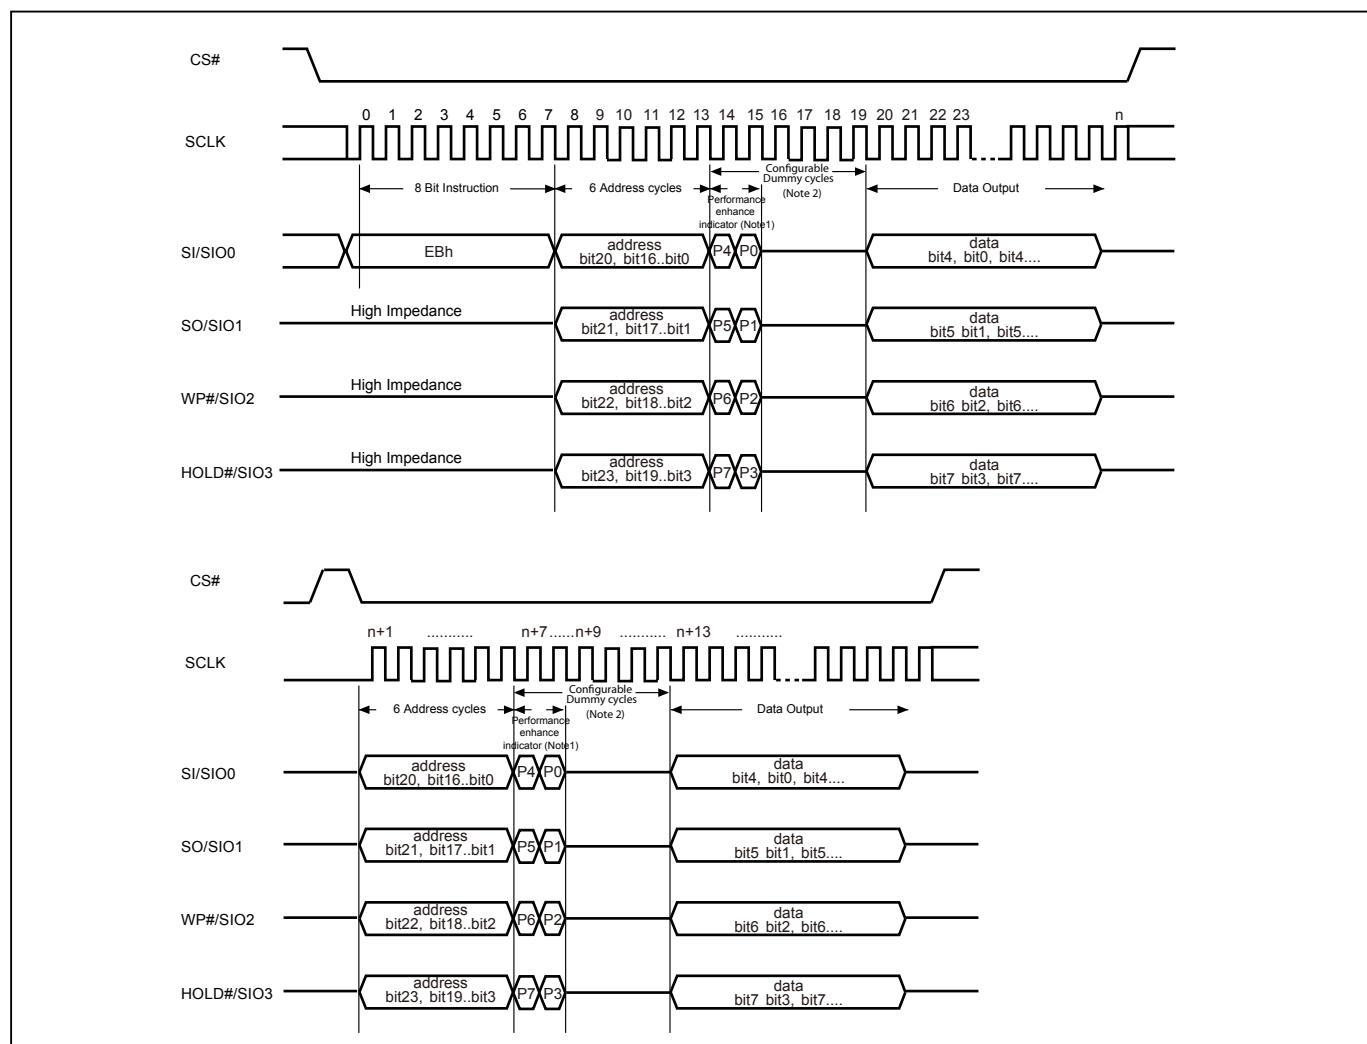 CS#
0 1 2 3 4 5 6 7 8 9 10 11 12 13 14 15 16 17 18 19 20 21 22 23 n
SCLK
8 Bit Instruction
6 Address cycles
Configurable
Dummy cycles
(Note 2)
Data Output
Performance
enhance
indicator (Note1)
SI/SIO0
EBh
address
bit20, bit16..bit0
P4 P0
data
bit4, bit0, bit4....
SO/SIO1
High Impedance
address
bit21, bit17..bit1
P5 P1
data
bit5 bit1, bit5....
WP#/SIO2
High Impedance
address
bit22, bit18..bit2
P6 P2
data
bit6 bit2, bit6....
HOLD#/SIO3
High Impedance
address
bit23, bit19..bit3
P7 P3
data
bit7 bit3, bit7....
CS#
n+1 ........... n+7 ......n+9 ........... n+13 ...........
SCLK
6 Address cycles
Configurable
Dummy cycles
(Note 2)
Data Output
Performance
enhance
indicator (Note1)
SI/SIO0
address
bit20, bit16..bit0
P4 P0
data
bit4, bit0, bit4....
SO/SIO1
address
bit21, bit17..bit1
P5 P1
data
bit5 bit1, bit5....
WP#/SIO2
address
bit22, bit18..bit2
P6 P2
data
bit6 bit2, bit6....
HOLD#/SIO3
address
bit23, bit19..bit3
P7 P3
data
bit7 bit3, bit7....